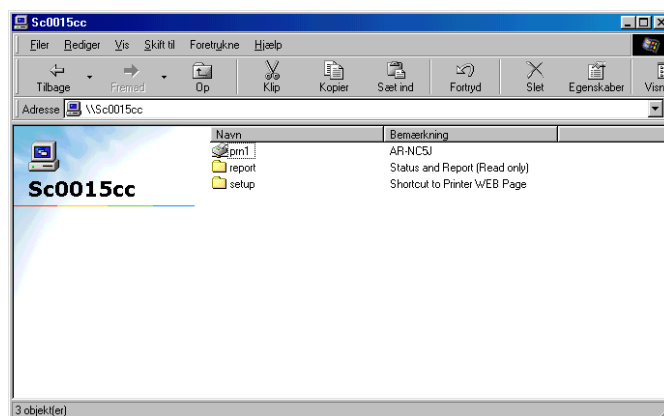 Sc0015cc
Filer Rediger Vis Skift til Foretrukne Hjælp
Tilbage Fremad Op Klip Kopier Sæt ind Fortryd Slet Egenskaber Visn
Adresse \\Sc0015cc
Navn Bemærkning
prn1 AR-NC5J
report Status and Report (Read only)
setup Shortcut to Printer WEB Page
Sc0015cc
3 objekt(er)